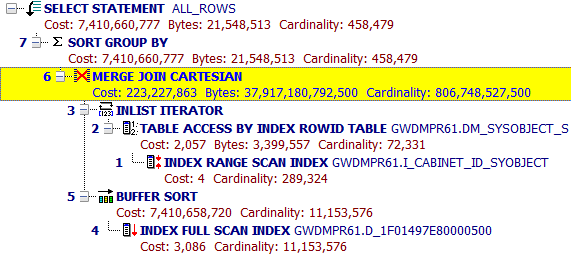 SELECT STATEMENT ALL_ROWS
Cost: 7,410,660,777 Bytes: 21,548,513 Cardinality: 458,479
7 Σ SORT GROUP BY
Cost: 7,410,660,777 Bytes: 21,548,513 Cardinality: 458,479
6 MERGE JOIN CARTESIAN
Cost: 223,227,863 Bytes: 37,917,180,792,500 Cardinality: 806,748,527,500
3 INLIST ITERATOR
2 TABLE ACCESS BY INDEX ROWID TABLE GWDMPR61.DM_SYSOBJECT_S
Cost: 2,057 Bytes: 3,399,557 Cardinality: 72,331
1 INDEX RANGE SCAN INDEX GWDMPR61.I_CABINET_ID_SYOBJECT
Cost: 4 Cardinality: 289,324
5 BUFFER SORT
Cost: 7,410,658,720 Cardinality: 11,153,576
4 INDEX FULL SCAN INDEX GWDMPR61.D_1F01497E80000500
Cost: 3,086 Cardinality: 11,153,576